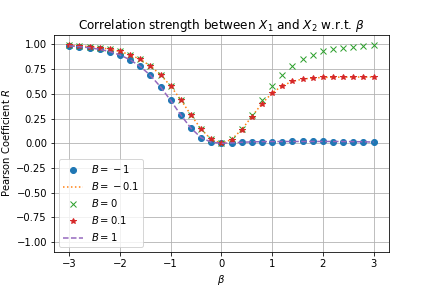 Correlation strength between X₁ and X₂ w.r.t. β
Pearson Coefficient R
1.00
0.75
0.50
0.25
0.00
−0.25
−0.50
−0.75
−1.00
B = −1
B = −0.1
B = 0
B = 0.1
B = 1
−3 −2 −1 0 1 2 3
β